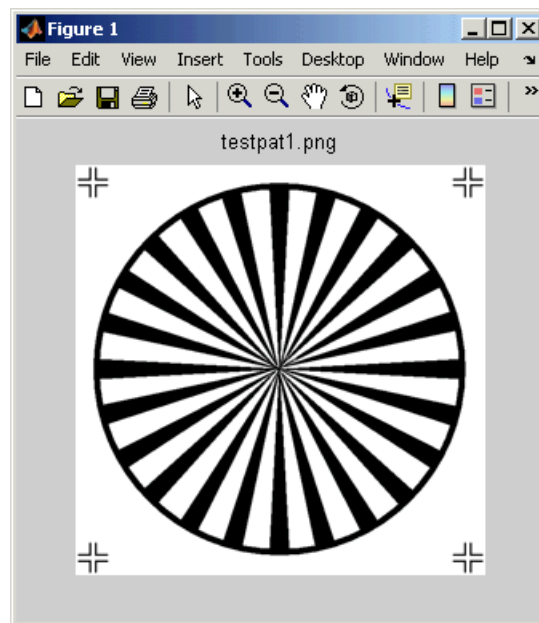 Figure 1
File Edit View Insert Tools Desktop Window Help
testpat1.png